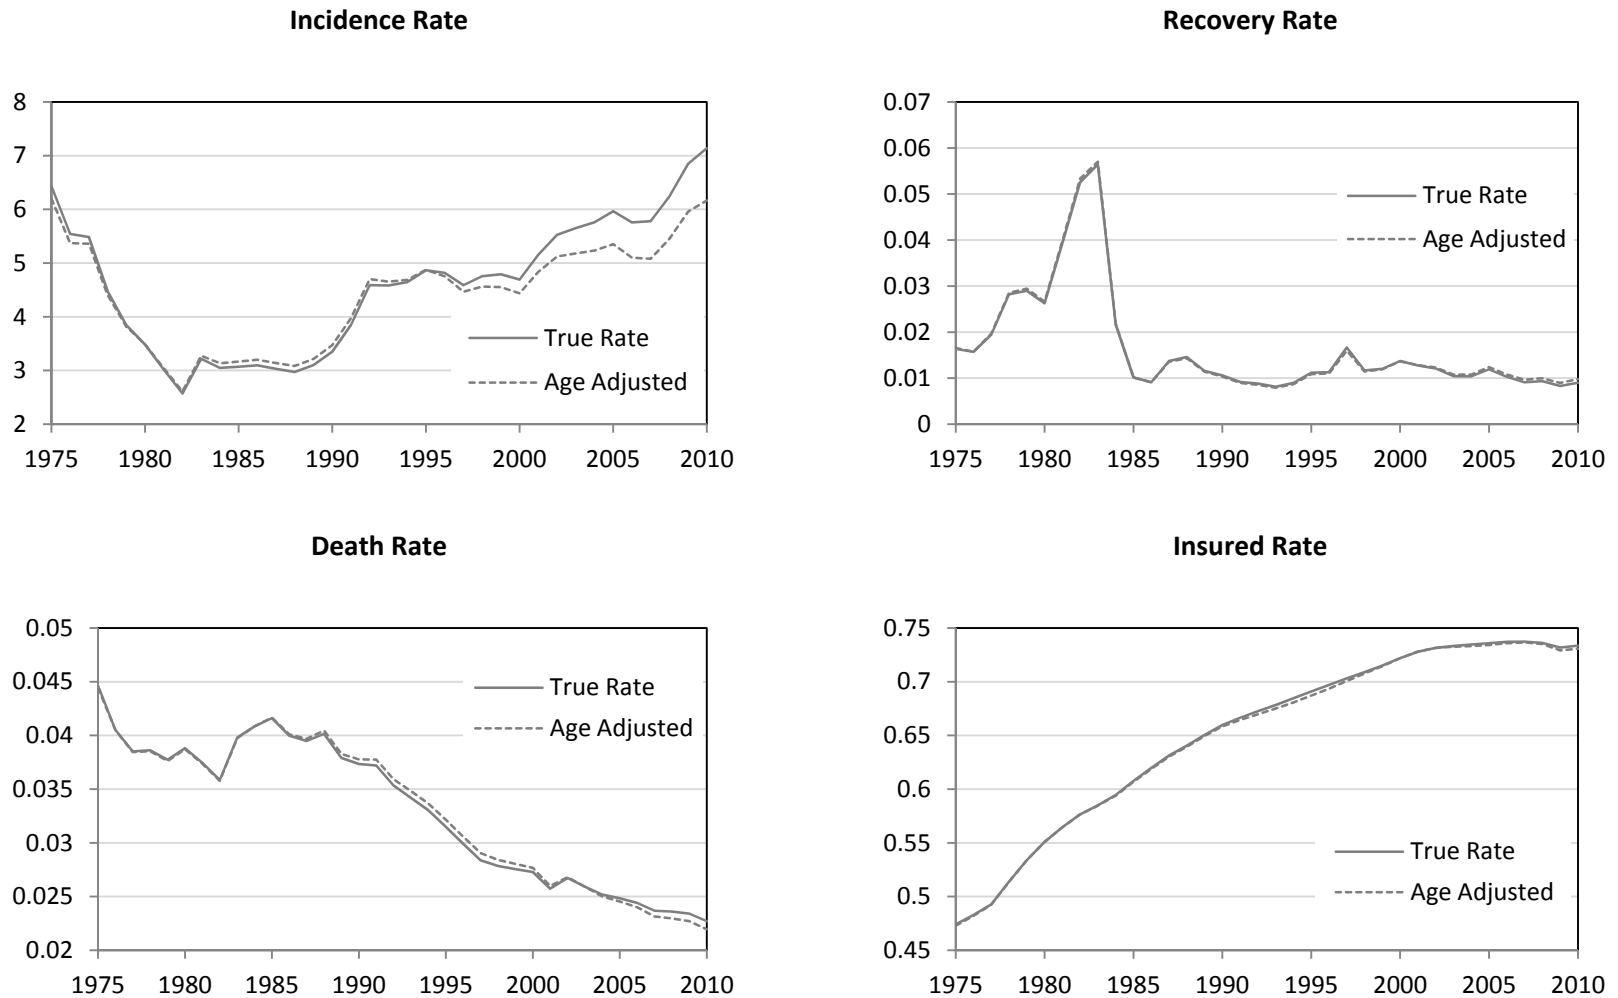 Incidence Rate
8
7
6
5
4
3
2
1975 1980 1985 1990 1995 2000 2005 2010
True Rate
Age Adjusted
Recovery Rate
0.07
0.06
0.05
0.04
0.03
0.02
0.01
0
1975 1980 1985 1990 1995 2000 2005 2010
True Rate
Age Adjusted
Death Rate
0.05
0.045
0.04
0.035
0.03
0.025
0.02
1975 1980 1985 1990 1995 2000 2005 2010
True Rate
Age Adjusted
Insured Rate
0.75
0.7
0.65
0.6
0.55
0.5
0.45
1975 1980 1985 1990 1995 2000 2005 2010
True Rate
Age Adjusted